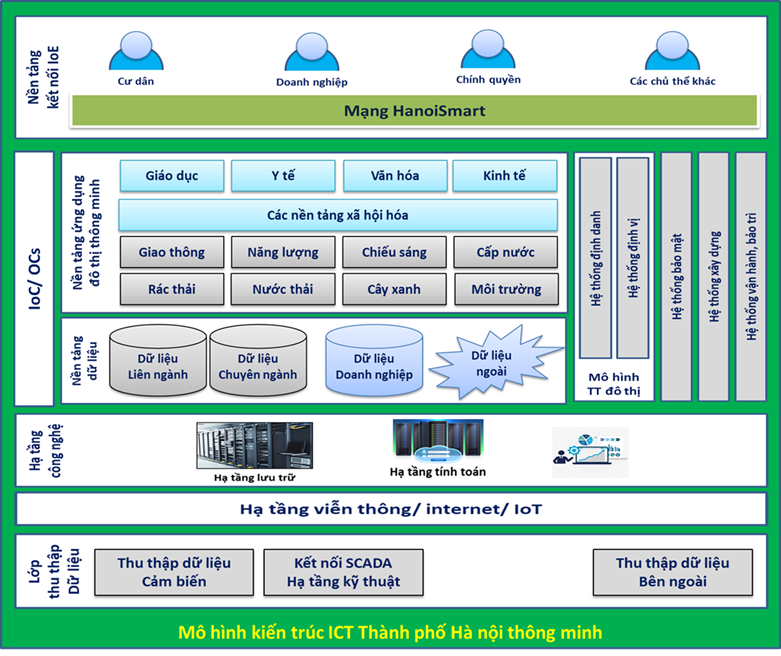 Nền tảng
kết nối IoE
Cư dân
Doanh nghiệp
Chính quyền
Các chủ thể khác
Mạng HanoiSmart
IoC/ OCs
Nền tảng ứng dụng
đô thị thông minh
Giáo dục
Y tế
Văn hóa
Kinh tế
Các nền tảng xã hội hóa
Giao thông
Năng lượng
Chiếu sáng
Cấp nước
Rác thải
Nước thải
Cây xanh
Môi trường
Nền tảng
dữ liệu
Dữ liệu
Liên ngành
Dữ liệu
Chuyên ngành
Dữ liệu
Doanh nghiệp
Dữ liệu
ngoài
Hệ thống định danh
Hệ thống định vị
Mô hình
TT đô thị
Hệ thống bảo mật
Hệ thống xây dựng
Hệ thống vận hành, bảo trì
Hạ tầng
công nghệ
Hạ tầng lưu trữ
Hạ tầng tính toán
Hạ tầng viễn thông/ internet/ IoT
Lớp
thu thập
Dữ liệu
Thu thập dữ liệu
Cảm biến
Kết nối SCADA
Hạ tầng kỹ thuật
Thu thập dữ liệu
Bên ngoài
Mô hình kiến trúc ICT Thành phố Hà nội thông minh